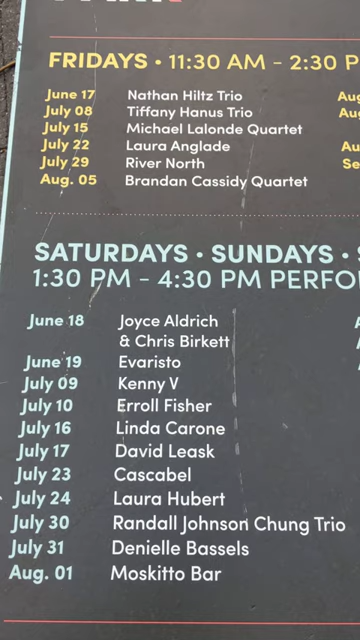 FRIDAYS • 11:30 AM - 2:30 P
June 17 Nathan Hiltz Trio Aug
July 08 Tiffany Hanus Trio Aug
July 15 Michael Lalonde Quartet
July 22 Laura Anglade Au
July 29 River North Se
Aug. 05 Brandan Cassidy Quartet
SATURDAYS • SUNDAYS •
1:30 PM - 4:30 PM PERFO
June 18 Joyce Aldrich
& Chris Birkett
June 19 Evaristo
July 09 Kenny V
July 10 Erroll Fisher
July 16 Linda Carone
July 17 David Leask
July 23 Cascabel
July 24 Laura Hubert
July 30 Randall Johnson Chung Trio
July 31 Denielle Bassels
Aug. 01 Moskitto Bar